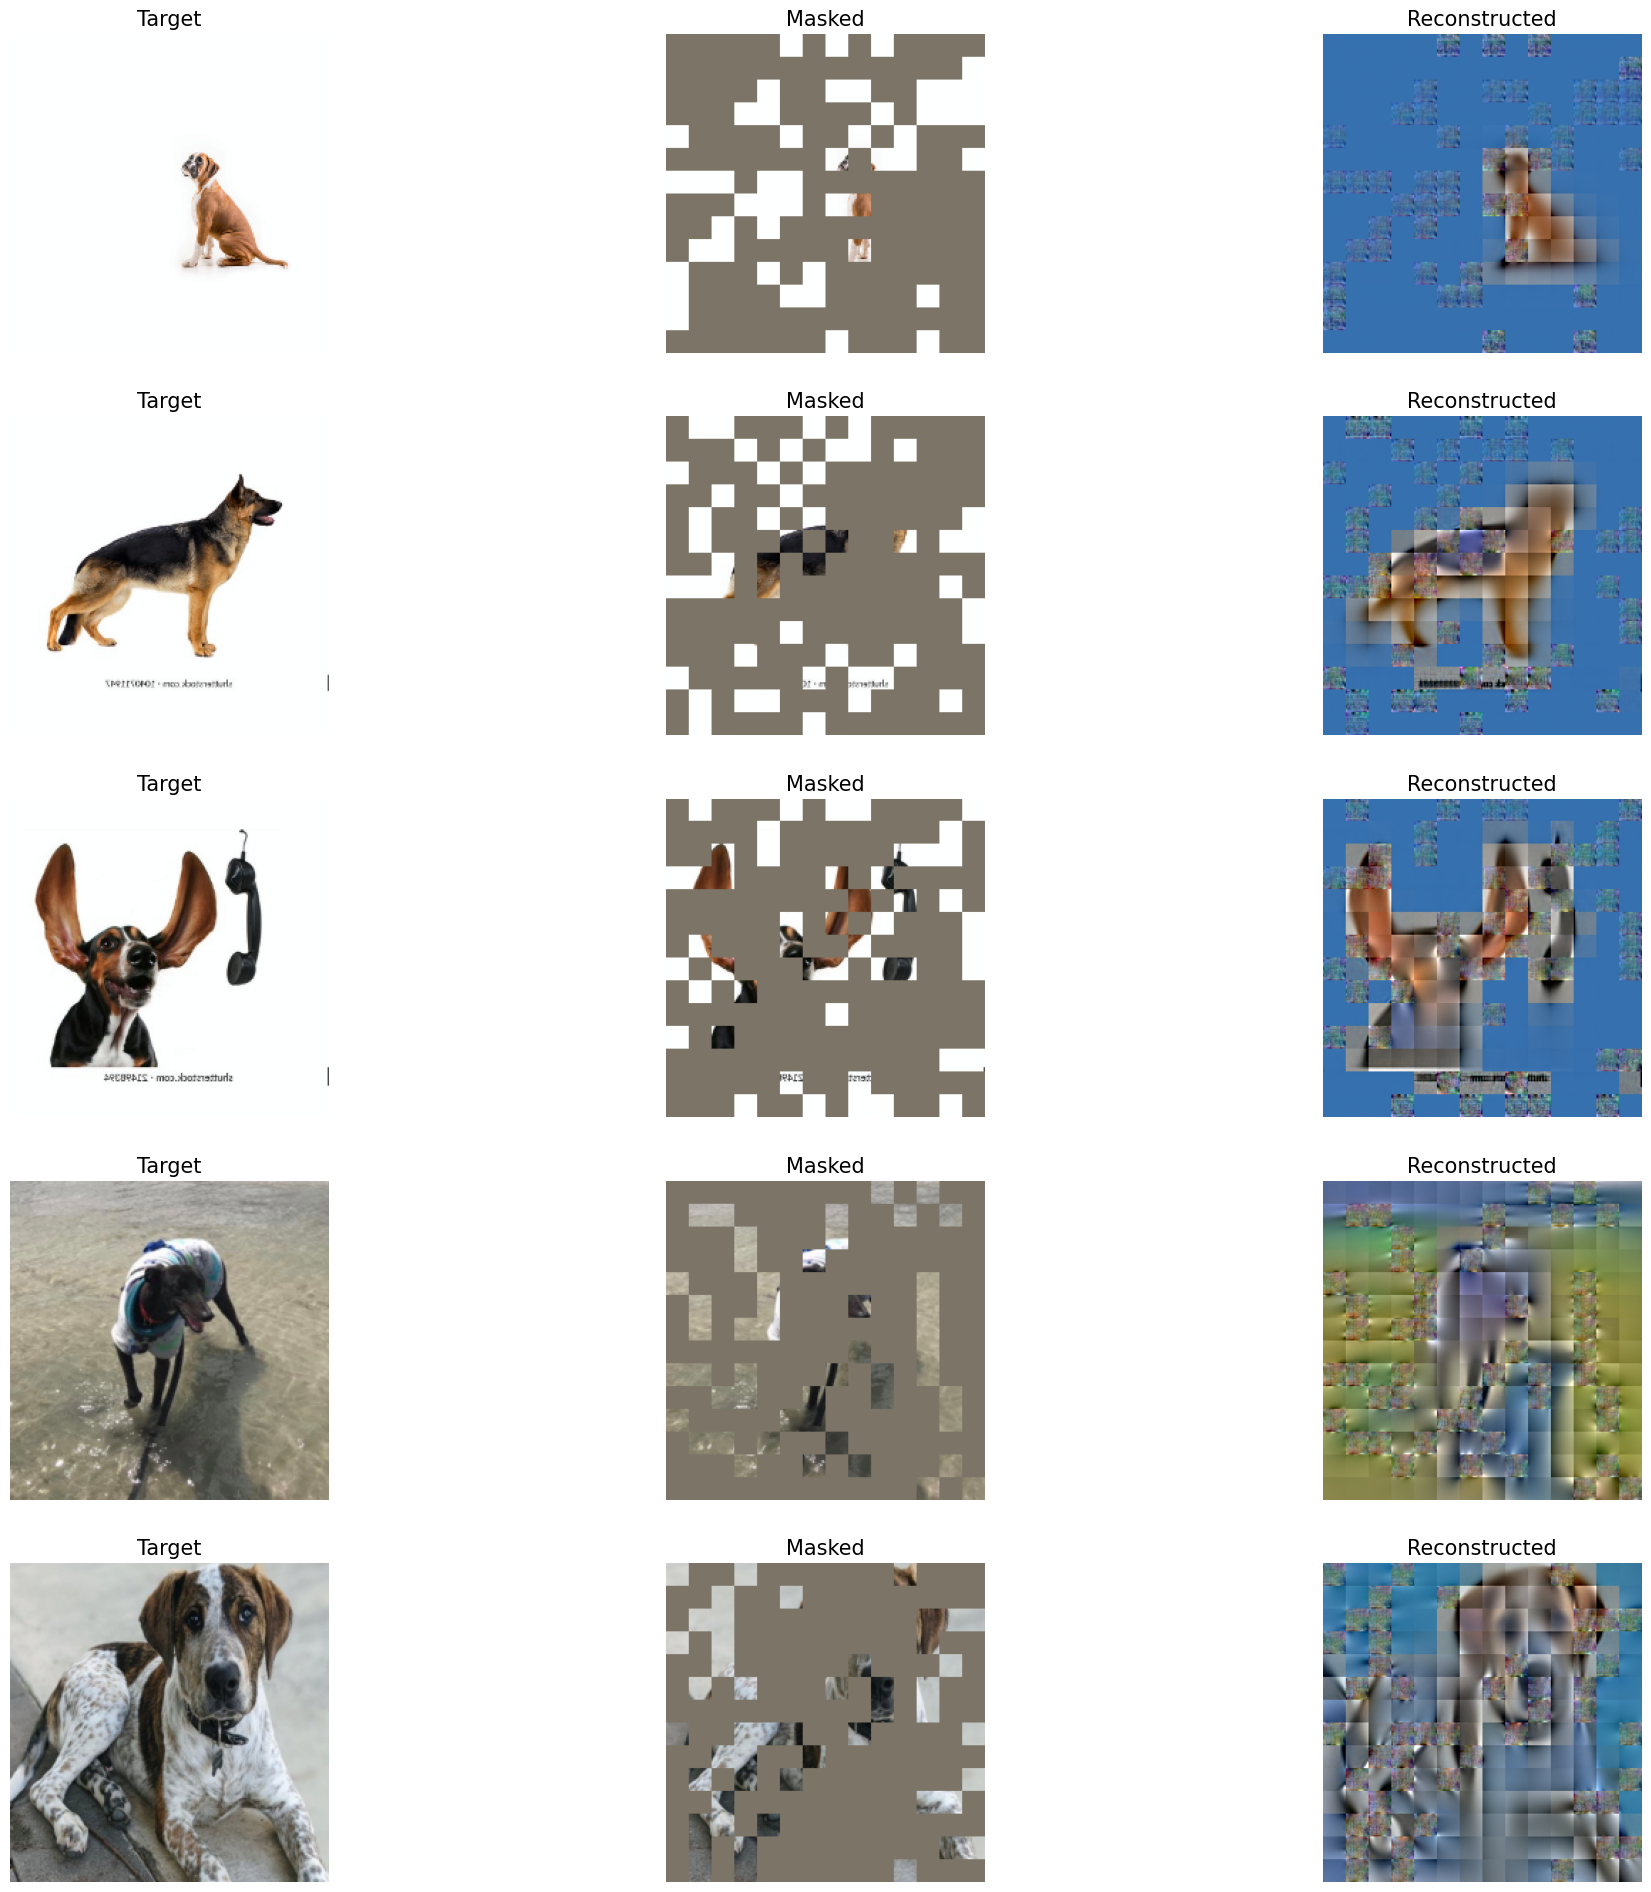 Target
Masked
Reconstructed
Target
Masked
Reconstructed
shutterstock.com · 1040711947
Target
Masked
Reconstructed
shutterstock.com · 21498394
Target
Masked
Reconstructed
Target
Masked
Reconstructed